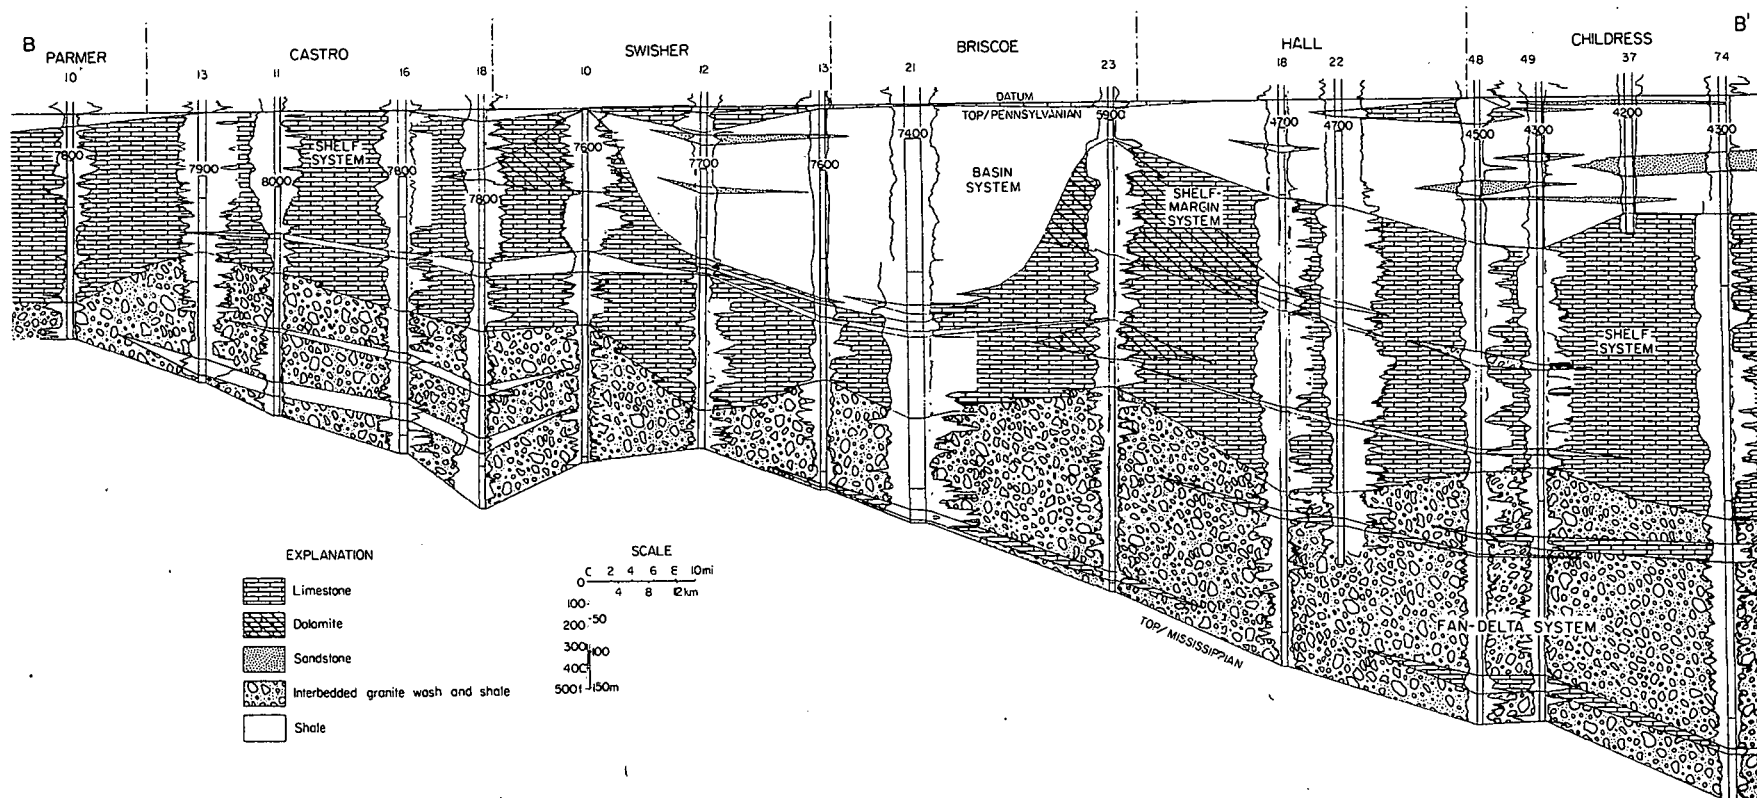 B B'
PARMER CASTRO SWISHER BRISCOE HALL CHILDRESS
10 13 11 16 18 10 12 13 21 23 18 22 48 49 37 74
DATUM
TOP/PENNSYLVANIAN
7800 7900 8000 7800 7800 7600 7700 7600 7400 5900 4700 4700 4500 4300 4200 4300
SHELF
SYSTEM
BASIN
SYSTEM
SHELF-
MARGIN
SYSTEM
SHELF-
SYSTEM
FAN-DELTA SYSTEM
TOP/MISSISSIPPIAN
EXPLANATION
Limestone
Dolomite
Sandstone
Interbedded granite wash and shale
Shale
SCALE
0 2 4 6 8 10mi
0
4 8 12km
100
50
200
300
100
400
500ft 150m